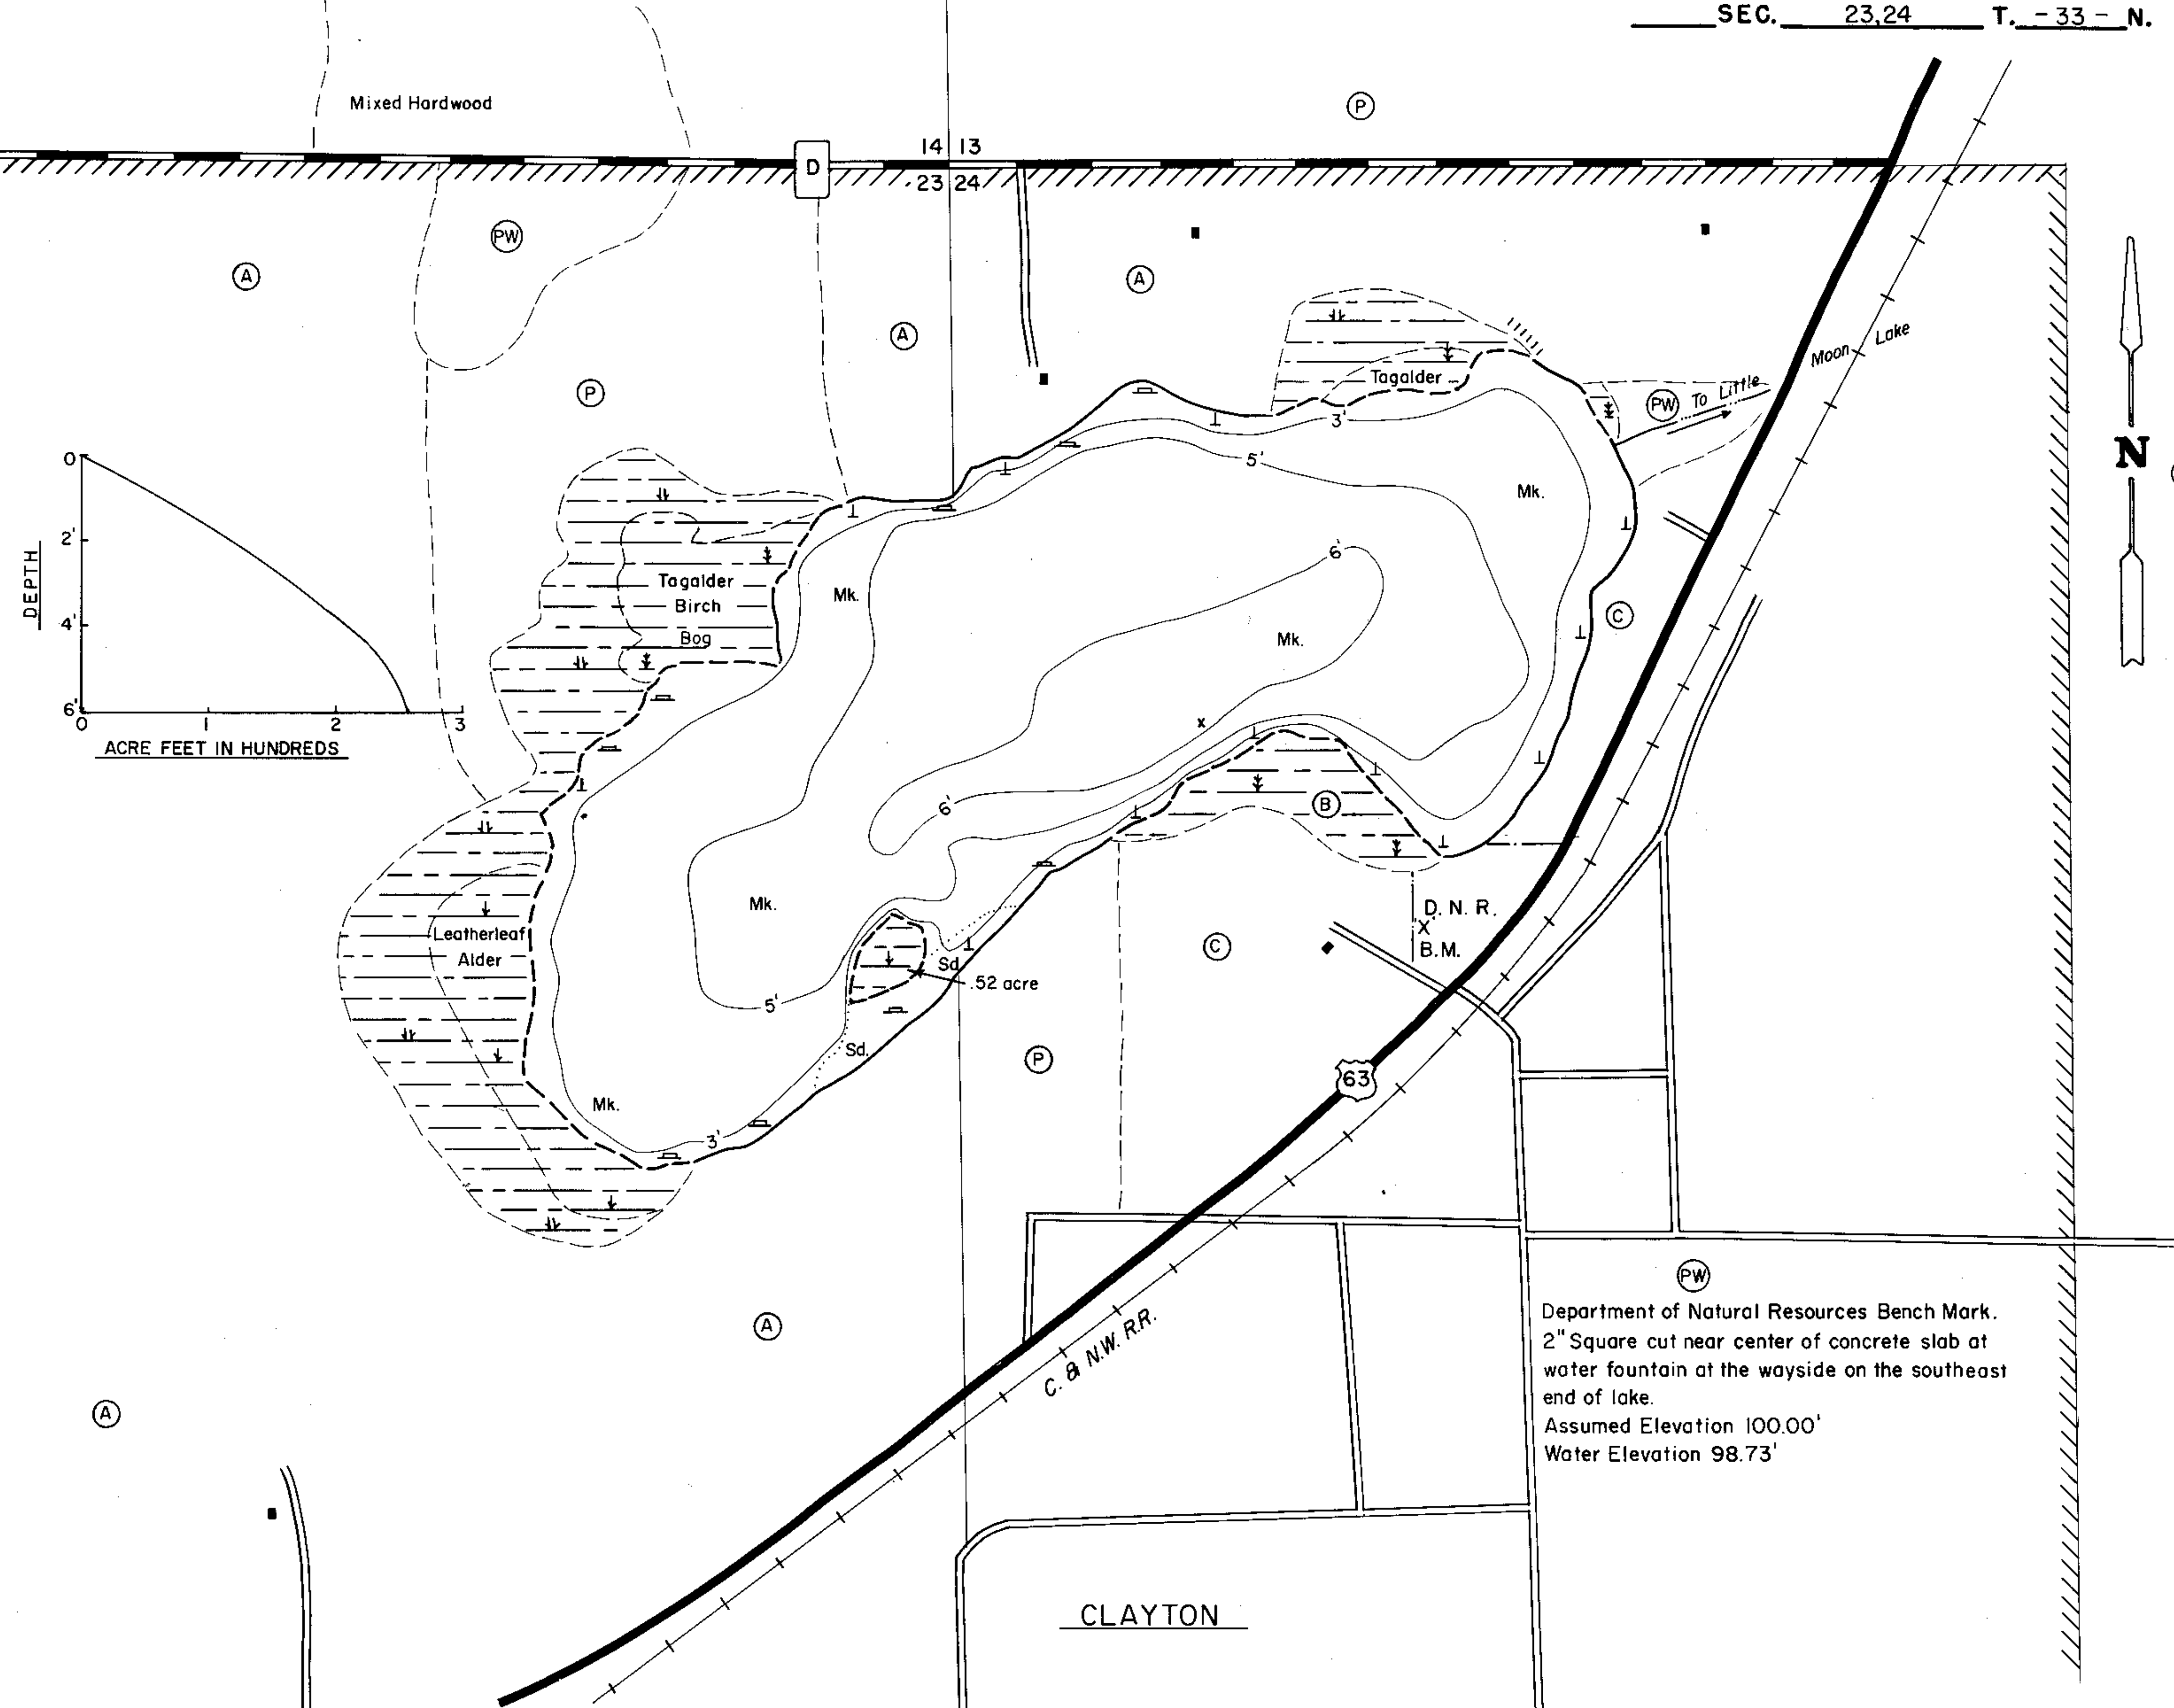 SEC. 23,24 T. -33- N.
Mixed Hardwood
P
D
14 13
23 24
PW
A
A
A
P
Moon Lake
Tagalder
PW To Little
3'
5'
N
Mk.
DEPTH
0
2'
4'
6'
0 1 2 3
ACRE FEET IN HUNDREDS
Tagalder
Birch
Bog
Mk.
6'
Mk.
C
x
6'
B
Mk.
Leatherleaf
Alder
D. N. R.
'X'
B.M.
C
Sd.
.52 acre
5'
Sd.
P
63
Mk.
3'
PW
Department of Natural Resources Bench Mark.
2" Square cut near center of concrete slab at
water fountain at the wayside on the southeast
end of lake.
Assumed Elevation 100.00'
Water Elevation 98.73'
A
C. & N.W. R.R.
A
CLAYTON